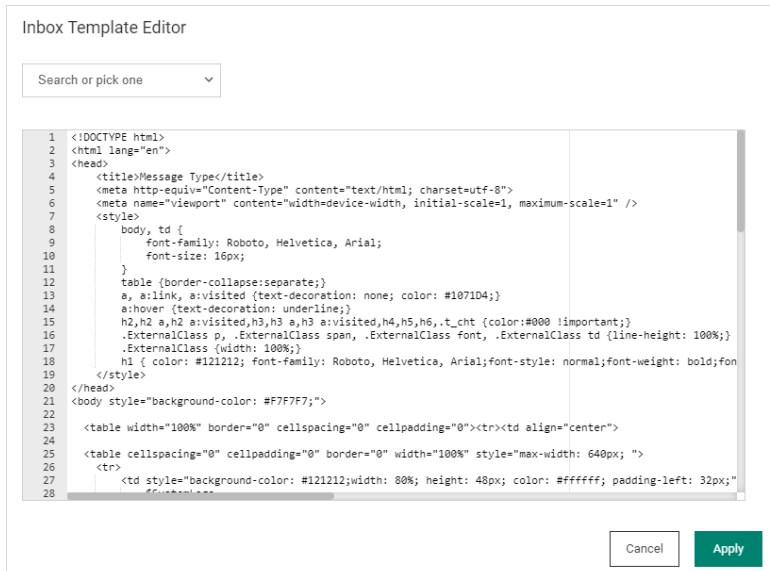 Inbox Template Editor
Search or pick one
1 <!DOCTYPE html>
2 <html lang="en">
3 <head>
4 <title>Message Type</title>
5 <meta http-equiv="Content-Type" content="text/html; charset=utf-8">
6 <meta name="viewport" content="width=device-width, initial-scale=1, maximum-scale=1" />
7 <style>
8 body, td {
9 font-family: Roboto, Helvetica, Arial;
10 font-size: 16px;
11 }
12 table {border-collapse:separate;}
13 a, a:link, a:visited {text-decoration: none; color: #1071D4;}
14 a:hover {text-decoration: underline;}
15 h2,h2 a,h2 a:visited,h3,h3 a,h3 a:visited,h4,h5,h6,.t_cht {color:#000 !important;}
16 .ExternalClass p, .ExternalClass span, .ExternalClass font, .ExternalClass td {line-height: 100%;}
17 .ExternalClass {width: 100%;}
18 h1 { color: #121212; font-family: Roboto, Helvetica, Arial;font-style: normal;font-weight: bold;fon
19 </style>
20 </head>
21 <body style="background-color: #F7F7F7;">
22
23 <table width="100%" border="0" cellspacing="0" cellpadding="0"><tr><td align="center">
24
25 <table cellspacing="0" cellpadding="0" border="0" width="100%" style="max-width: 640px; ">
26 <tr>
27 <td style="background-color: #121212;width: 80%; height: 48px; color: #ffffff; padding-left: 32px;"
28
Cancel
Apply